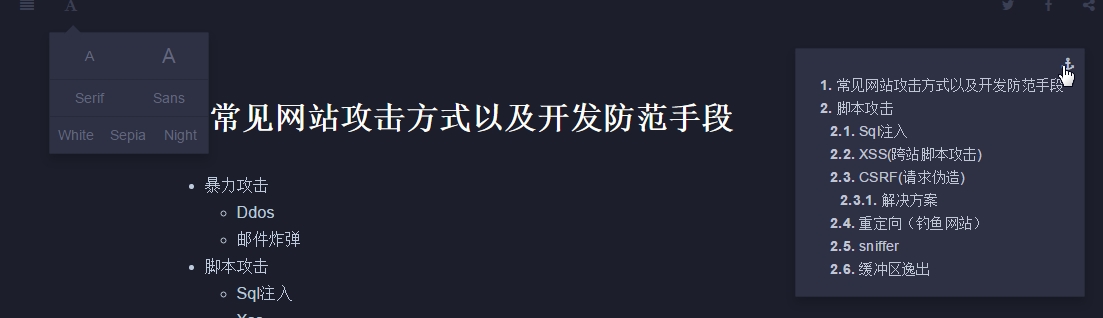 A
A A
Serif Sans
White Sepia Night
常见网站攻击方式以及开发防范手段
暴力攻击
Ddos
邮件炸弹
脚本攻击
Sql注入
1. 常见网站攻击方式以及开发防范手段
2. 脚本攻击
2.1. Sql注入
2.2. XSS(跨站脚本攻击)
2.3. CSRF(请求伪造)
2.3.1. 解决方案
2.4. 重定向（钓鱼网站）
2.5. sniffer
2.6. 缓冲区逸出